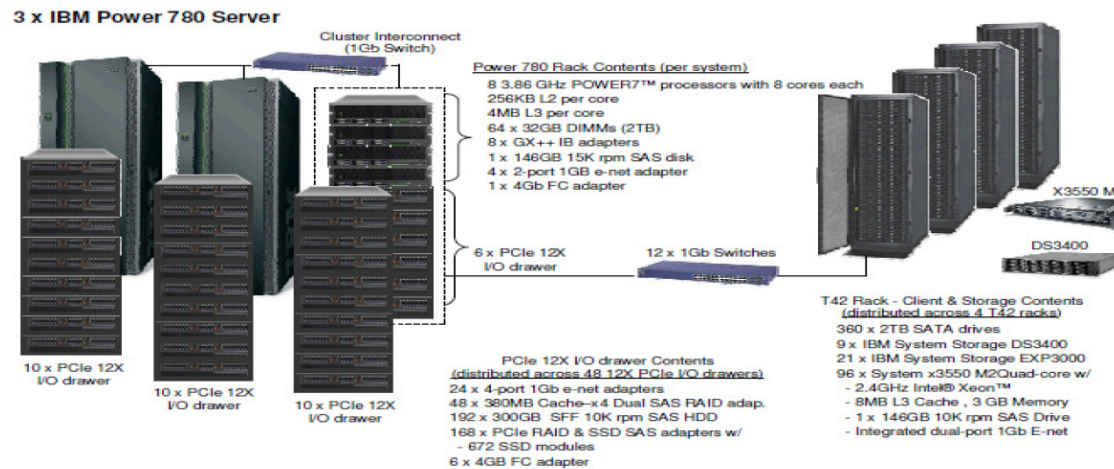 3 x IBM Power 780 Server
Cluster Interconnect
(1Gb Switch)
Power 780 Rack Contents (per system)
8 3.86 GHz POWER7™ processors with 8 cores each
256KB L2 per core
4MB L3 per core
64 x 32GB DIMMs (2TB)
8 x GX++ IB adapters
1 x 146GB 15K rpm SAS disk
4 x 2-port 1GB e-net adapter
1 x 4Gb FC adapter
X3550 M
6 x PCIe 12X
I/O drawer
12 x 1Gb Switches
DS3400
T42 Rack - Client & Storage Contents
(distributed across 4 T42 racks)
360 x 2TB SATA drives
9 x IBM System Storage DS3400
21 x IBM System Storage EXP3000
96 x System x3550 M2Quad-core w/
- 2.4GHz Intel® Xeon™
- 8MB L3 Cache , 3 GB Memory
- 1 x 146GB 10K rpm SAS Drive
- Integrated dual-port 1Gb E-net
10 x PCIe 12X
I/O drawer
10 x PCIe 12X
I/O drawer
10 x PCIe 12X
I/O drawer
PCIe 12X I/O drawer Contents
(distributed across 48 12X PCIe I/O drawers)
24 x 4-port 1Gb e-net adapters
48 x 380MB Cache–x4 Dual SAS RAID adap.
192 x 300GB SFF 10K rpm SAS HDD
168 x PCIe RAID & SSD SAS adapters w/
- 672 SSD modules
6 x 4GB FC adapter